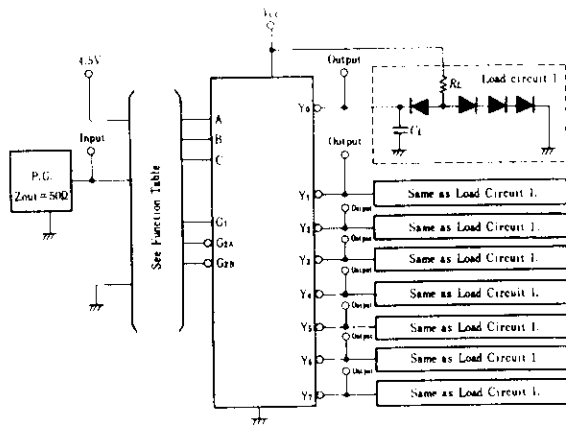 Vcc
4.5V
Output
Load circuit 1.
RL
Input
A
Y0
B
CL
C
Output
P.G.
Zout=50Ω
See Function Table
Y1
Same as Load Circuit 1.
Output
G1
Y2
Same as Load Circuit 1.
Output
G2A
G2B
Y3
Same as Load Circuit 1.
Output
Y4
Same as Load Circuit 1.
Output
Y5
Same as Load Circuit 1.
Output
Y6
Same as Load Circuit 1
Output
Y7
Same as Load Circuit 1.